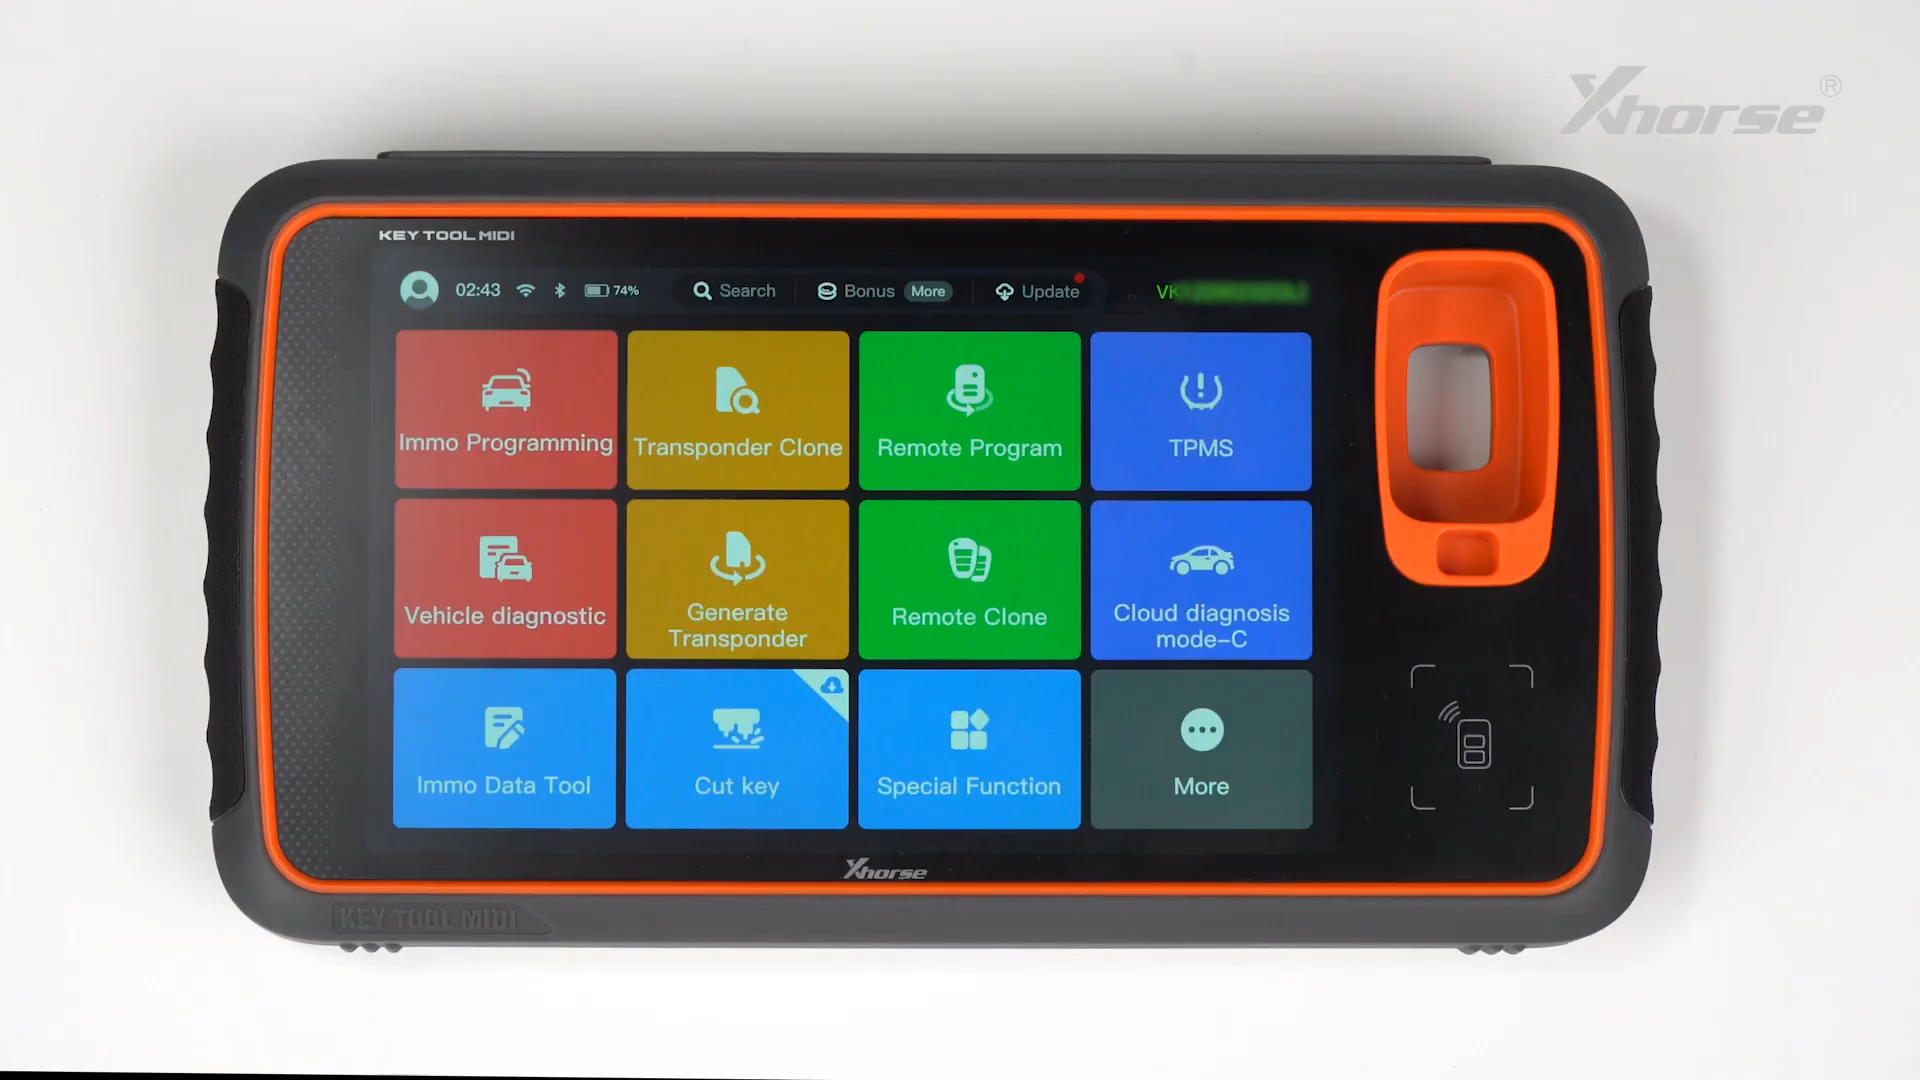 Xhorse®
KEY TOOL MIDI
02:43 74% Search Bonus More Update VK
Immo Programming
Transponder Clone
Remote Program
TPMS
Vehicle diagnostic
Generate
Transponder
Remote Clone
Cloud diagnosis
mode-C
Immo Data Tool
Cut key
Special Function
More
Xhorse
KEY TOOL MIDI